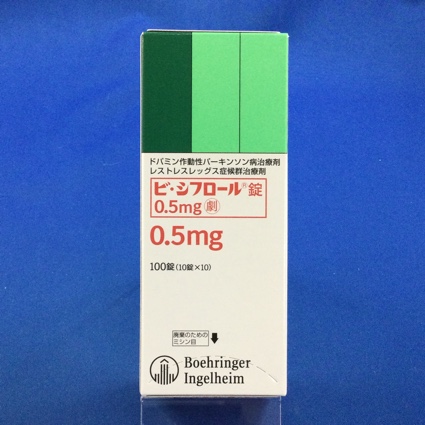 ドパミン作動性パーキンソン病治療剤
レストレスレッグス症候群治療剤
ビ・シフロール®錠
0.5mg 劇
0.5mg
100錠(10錠×10)
廃棄のための
ミシン目
Boehringer
Ingelheim